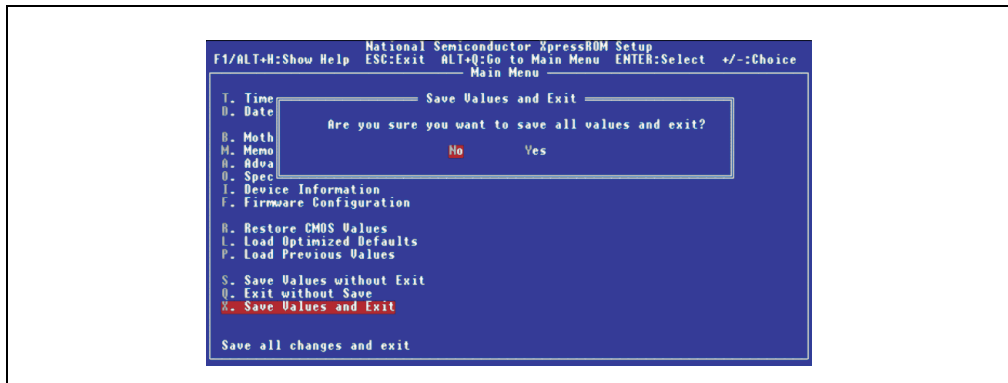 National Semiconductor XpressROM Setup
F1/ALT+H:Show Help ESC:Exit ALT+Q:Go to Main Menu ENTER:Select +/-:Choice
Main Menu
T. Time
Save Values and Exit
D. Date
Are you sure you want to save all values and exit?
B. Moth
M. Memo
No Yes
A. Adva
O. Spec
I. Device Information
F. Firmware Configuration
R. Restore CMOS Values
L. Load Optimized Defaults
P. Load Previous Values
S. Save Values without Exit
Q. Exit without Save
X. Save Values and Exit
Save all changes and exit